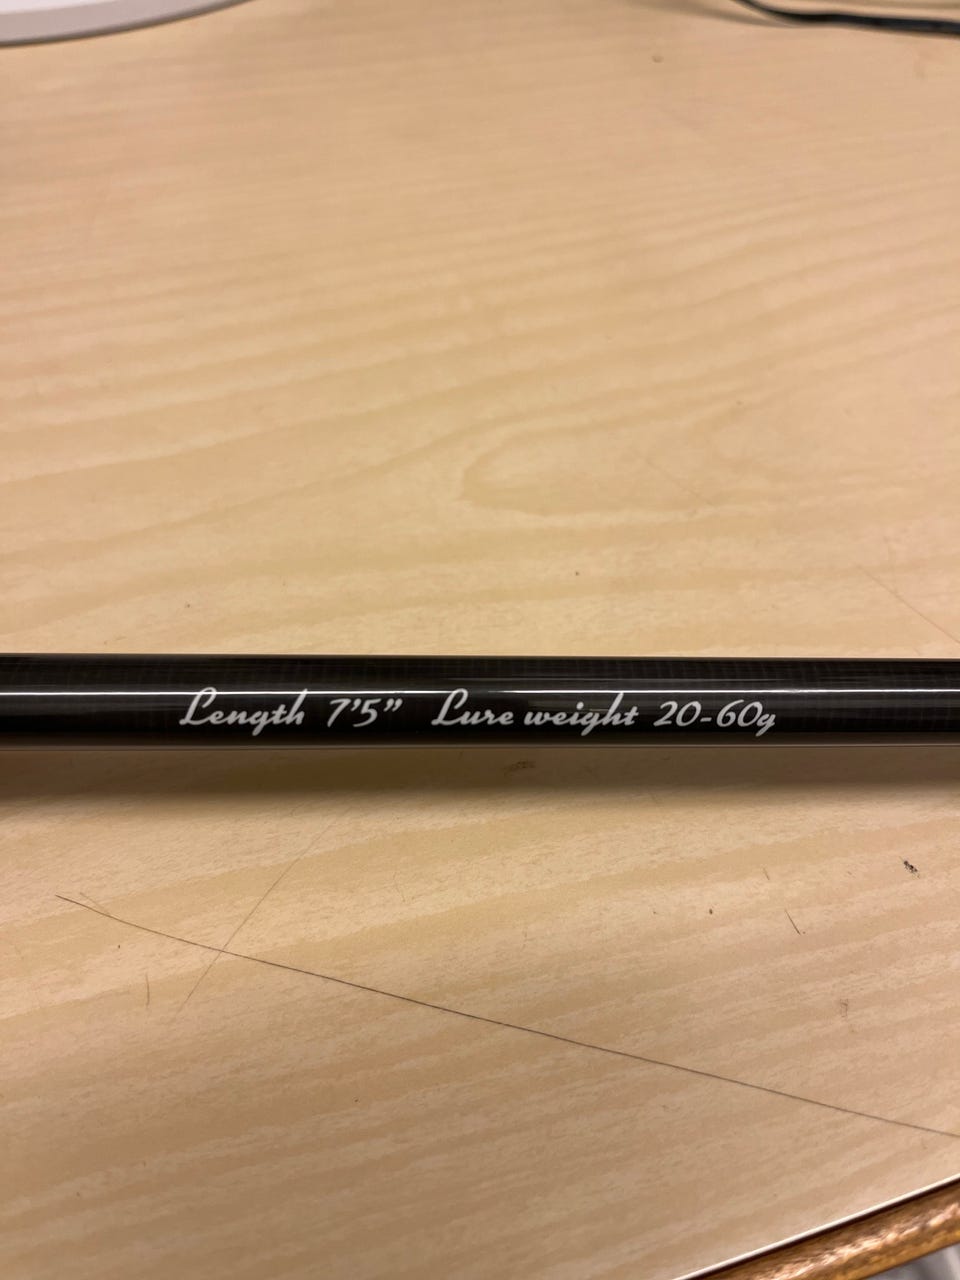 Length 7'5” Lure weight 20-60g